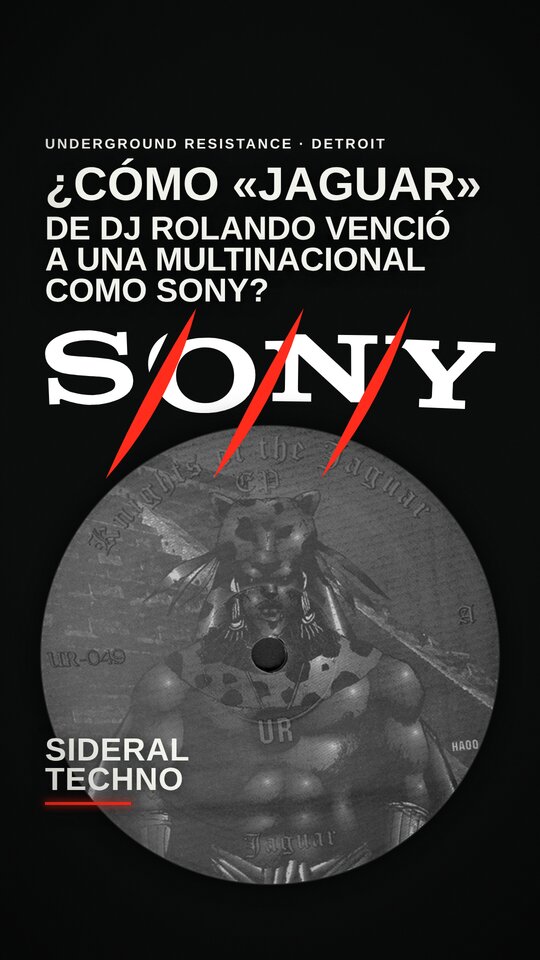 UNDERGROUND RESISTANCE · DETROIT
¿CÓMO «JAGUAR»
DE DJ ROLANDO VENCIÓ
A UNA MULTINACIONAL
COMO SONY?
SONY
Knights of the Jaguar
EP
A
UR-049
UR
HAQQ
SIDERAL
TECHNO
Jaguar